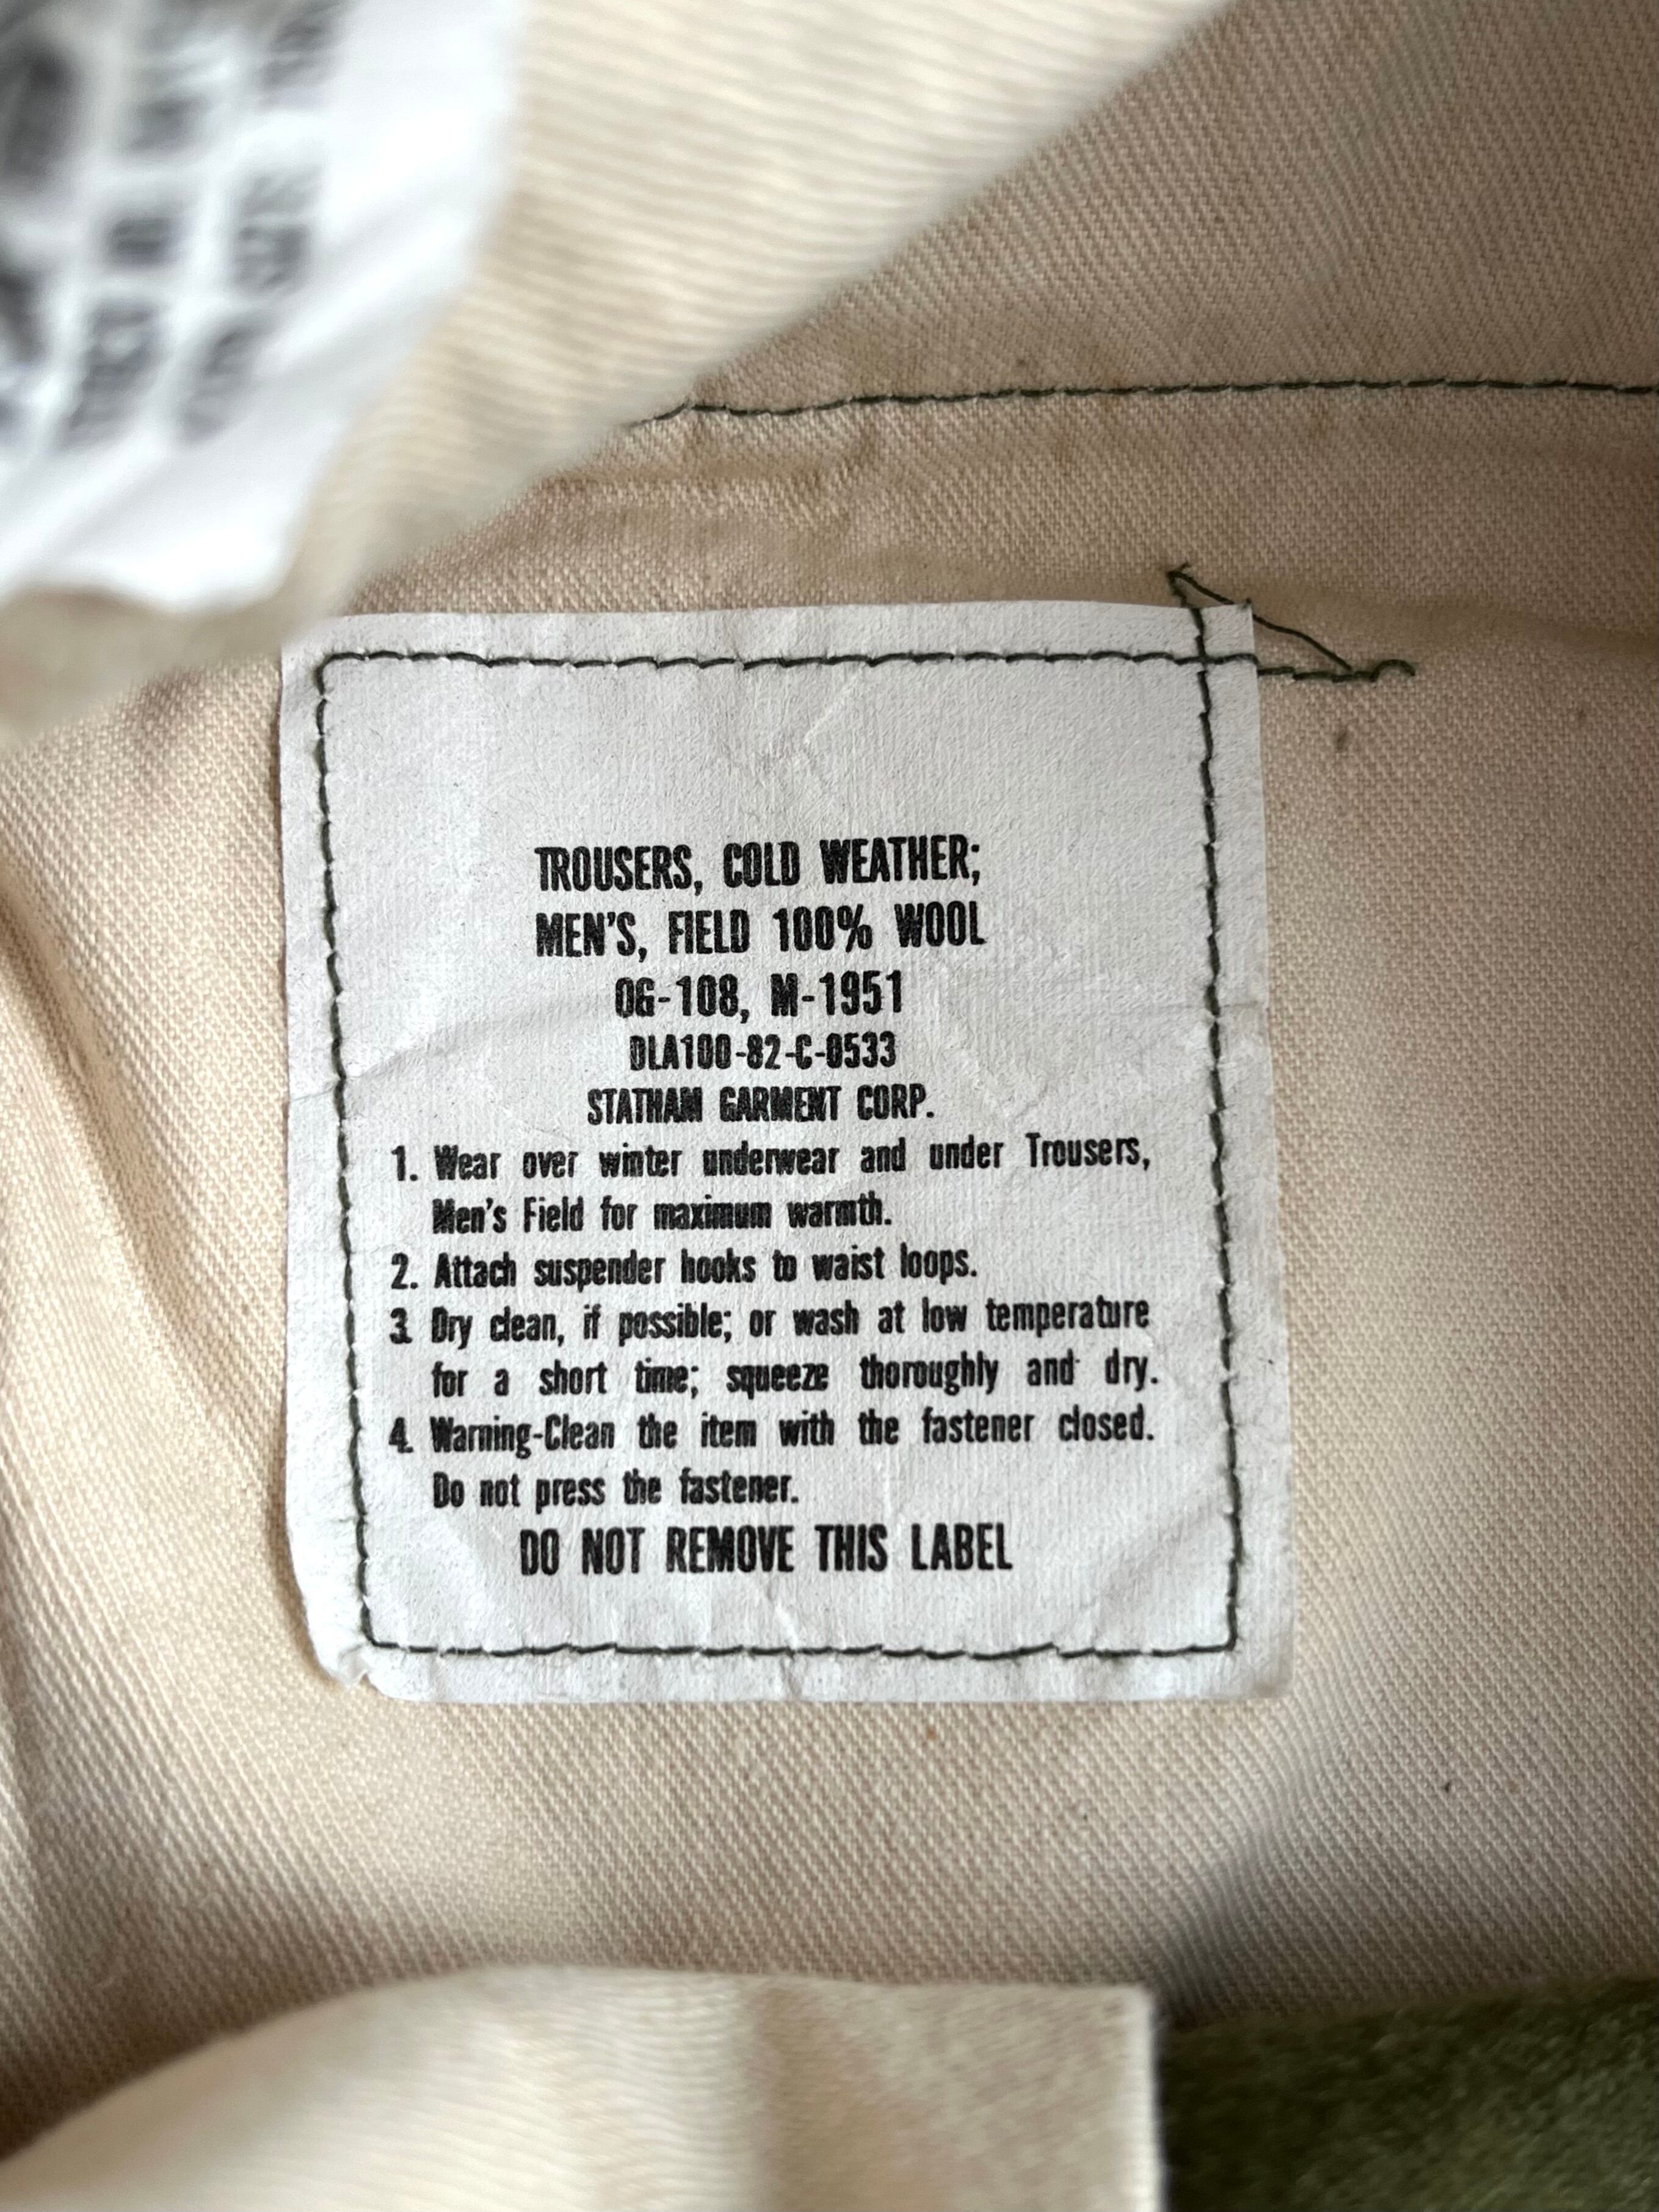 TROUSERS, COLD WEATHER;
MEN'S, FIELD 100% WOOL
OG-108, M-1951
DLA100-82-C-0533
STATHAM GARMENT CORP.
1. Wear over winter underwear and under Trousers,
Men's Field for maximum warmth.
2. Attach suspender hooks to waist loops.
3. Dry clean, if possible; or wash at low temperature
for a short time; squeeze thoroughly and dry.
4. Warning-Clean the item with the fastener closed.
Do not press the fastener.
DO NOT REMOVE THIS LABEL